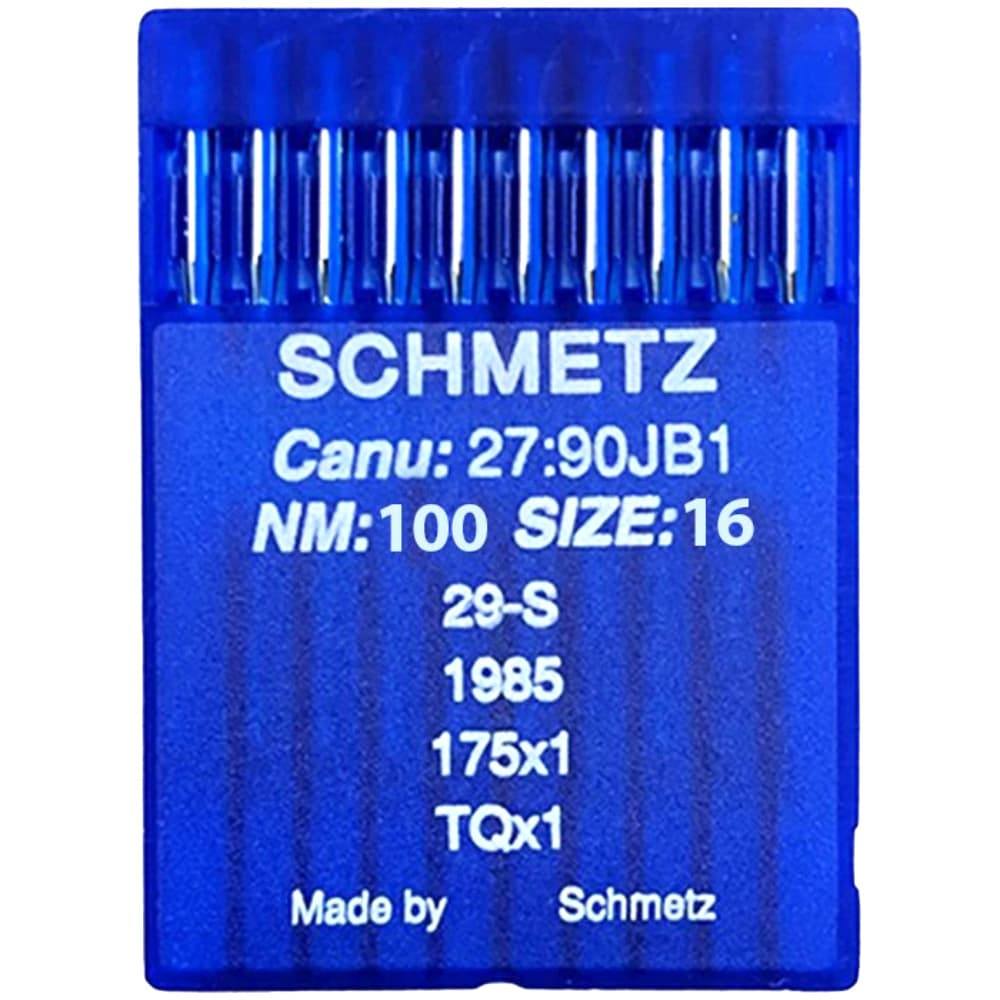 SCHMETZ
Canu: 27:90JB1
NM:100 SIZE:16
29-S
1985
175x1
TQx1
Made by Schmetz